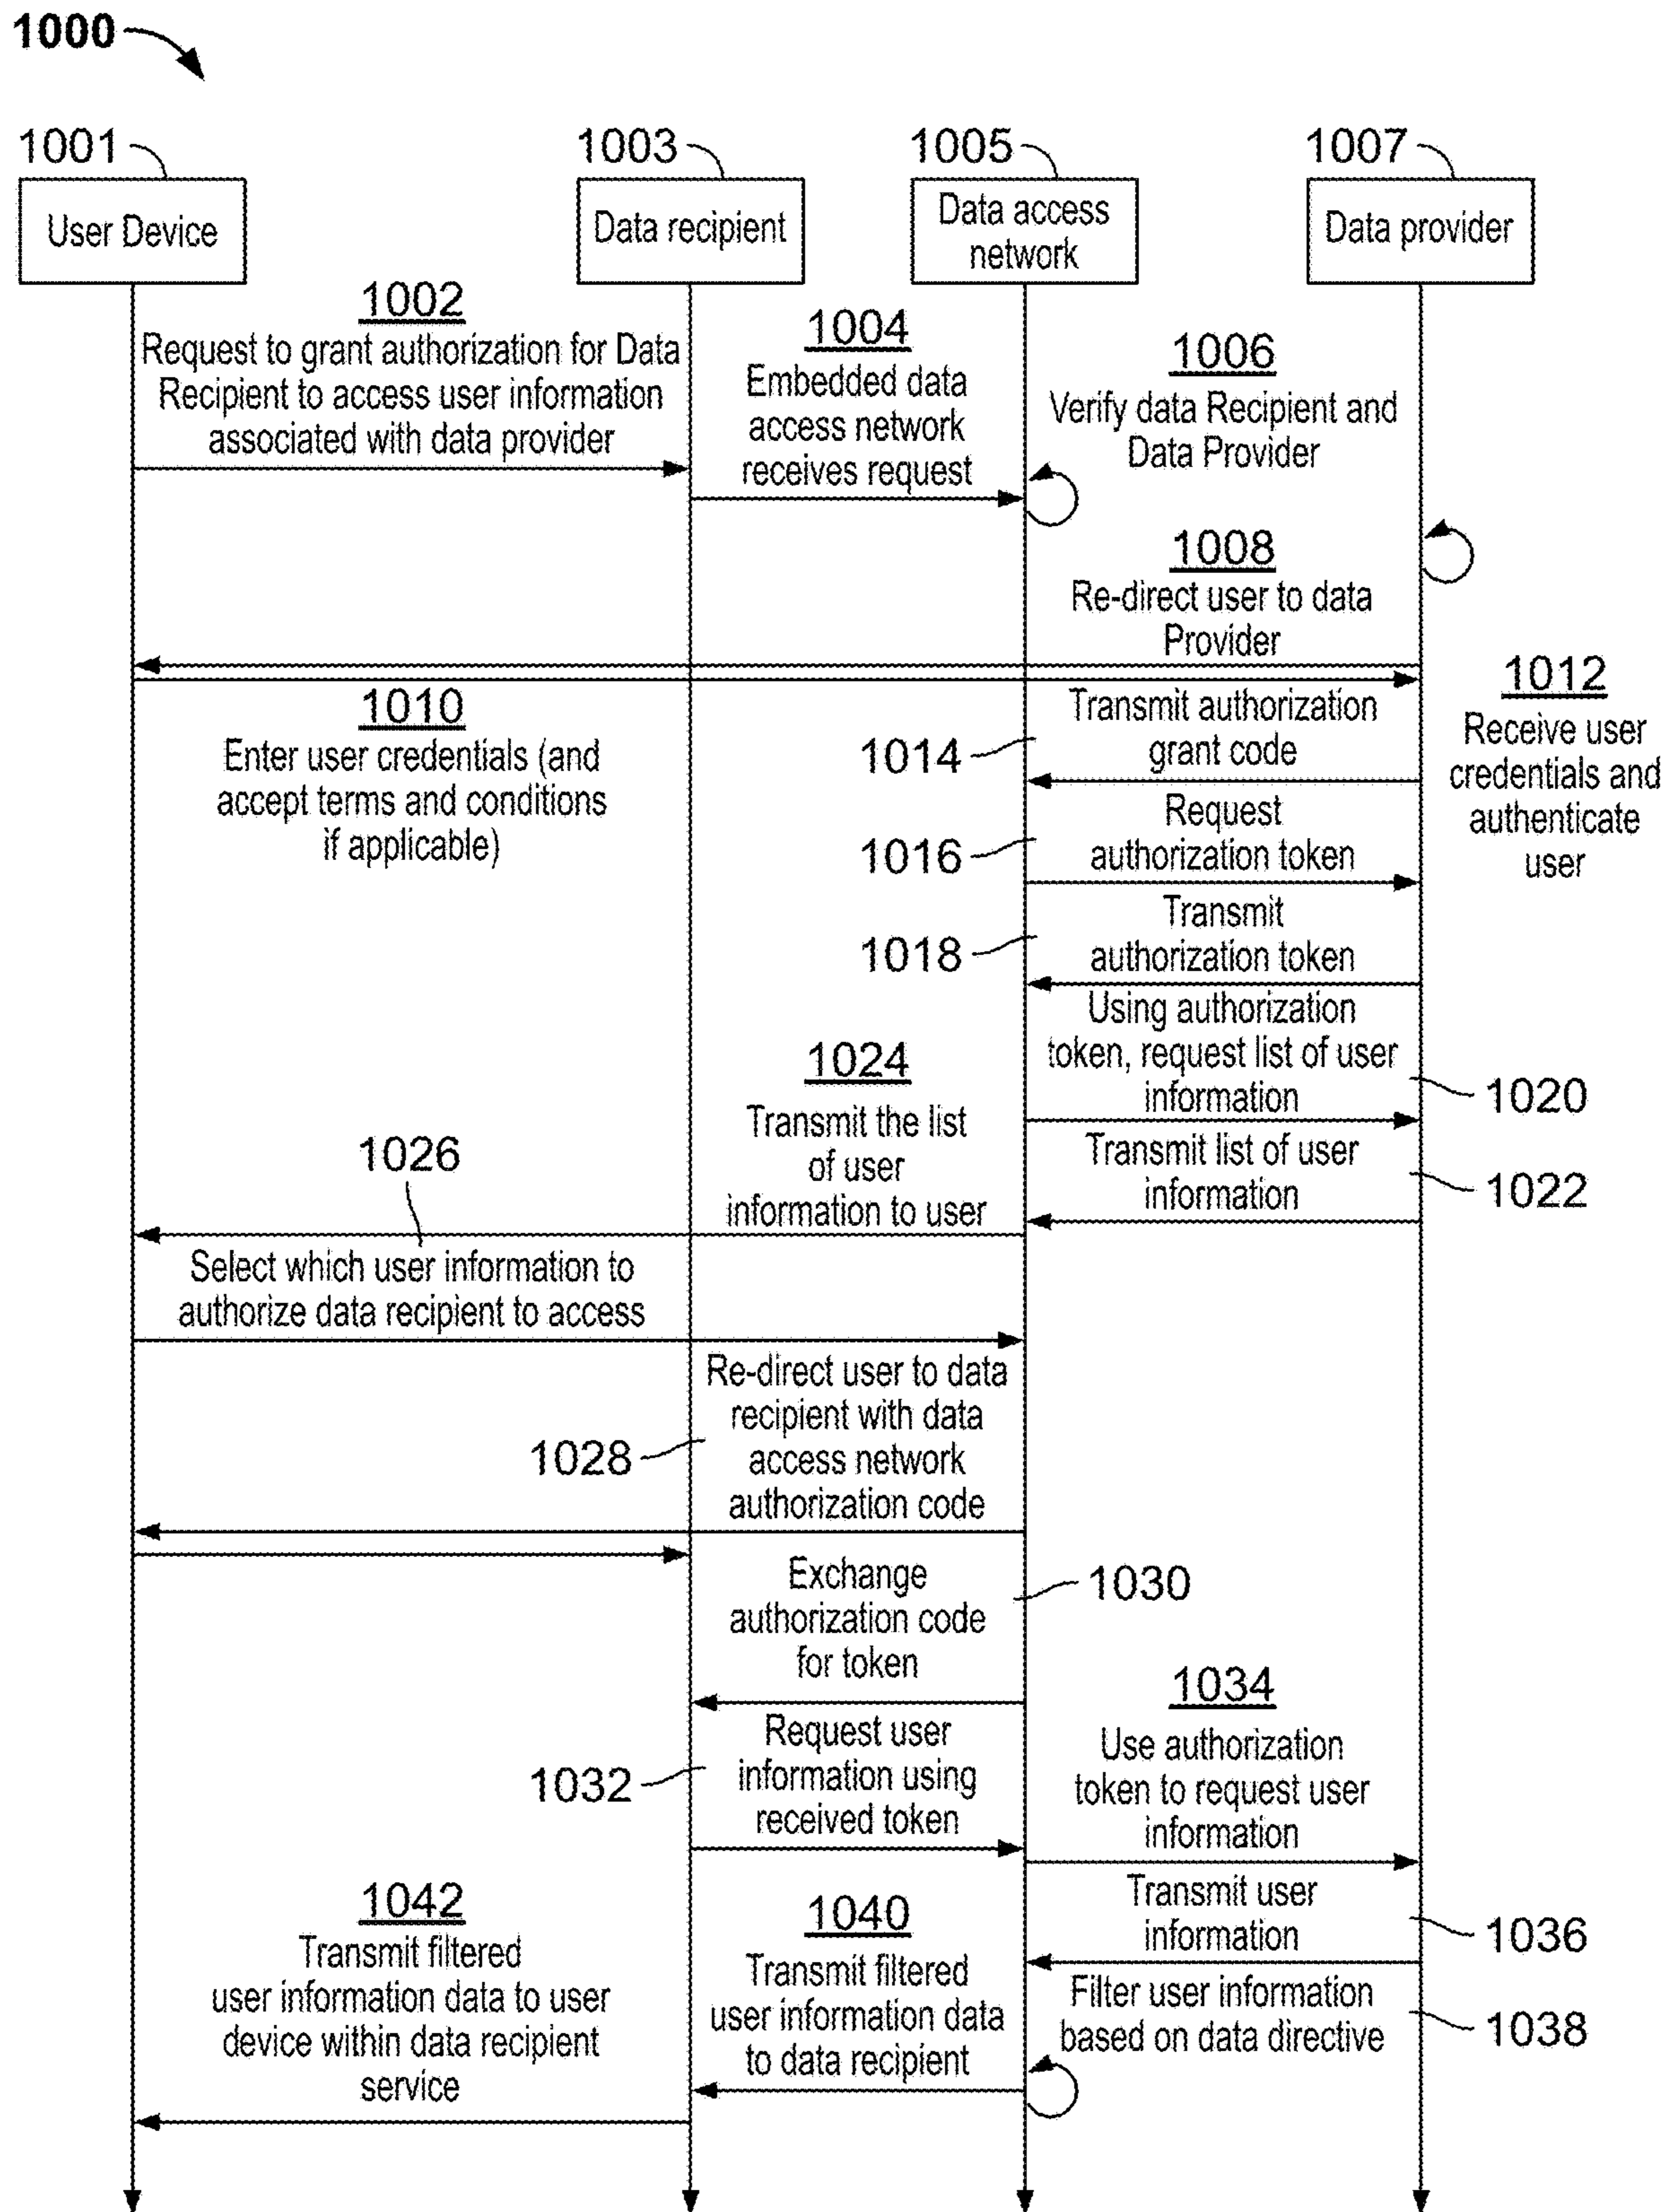 1000
1001
1003
1005
1007
User Device
Data recipient
Data access
network
Data provider
1002
Request to grant authorization for Data
Recipient to access user information
associated with data provider
1004
Embedded data
access network
receives request
1006
Verify data Recipient and
Data Provider
1008
Re-direct user to data
Provider
1010
Enter user credentials (and
accept terms and conditions
if applicable)
1012
Receive user
credentials and
authenticate
user
1014
Transmit authorization
grant code
1016
Request
authorization token
1018
Transmit
authorization token
Using authorization
token, request list of user
information
1020
Transmit list of user
information
1022
1024
Transmit the list
of user
information to user
1026
Select which user information to
authorize data recipient to access
Re-direct user to data
recipient with data
access network
authorization code
1028
Exchange
authorization code
for token
1030
Request user
information using
received token
1032
1034
Use authorization
token to request user
information
Transmit user
information
1036
Filter user information
based on data directive
1038
1040
Transmit filtered
user information data
to data recipient
1042
Transmit filtered
user information data to user
device within data recipient
service